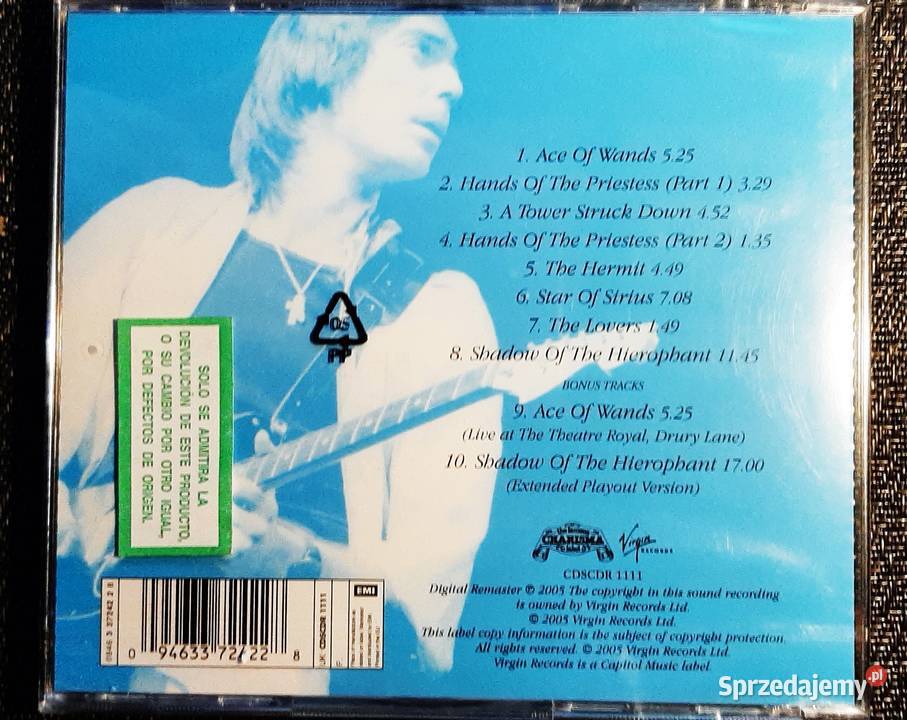 1. Ace Of Wands 5.25
2. Hands Of The Priestess (Part 1) 3.29
3. A Tower Struck Down 4.52
4. Hands Of The Priestess (Part 2) 1.35
5. The Hermit 4.49
6. Star Of Sirius 7.08
7. The Lovers 1.49
8. Shadow Of The Hierophant 11.45
BONUS TRACKS
9. Ace Of Wands 5.25
(Live at The Theatre Royal, Drury Lane)
10. Shadow Of The Hierophant 17.00
(Extended Playout Version)
05
PP
SOLO SE ADMITIRA LA
DEVOLUCIÓN DE ESTE PRODUCTO,
O SU CAMBIO POR OTRO IGUAL,
POR DEFECTOS DE ORIGEN.
CHARISMA
Virgin
RECORDS
CDSCDR 1111
Digital Remaster ℗ 2005 The copyright in this sound recording
is owned by Virgin Records Ltd.
© 2005 Virgin Records Ltd.
This label copy information is the subject of copyright protection.
All rights reserved. © 2005 Virgin Records Ltd.
Virgin Records is a Capitol Music label.
0 94633 72422 8
UK: CDSCDR 1111
F:
EMI
Sprzedajemy.pl